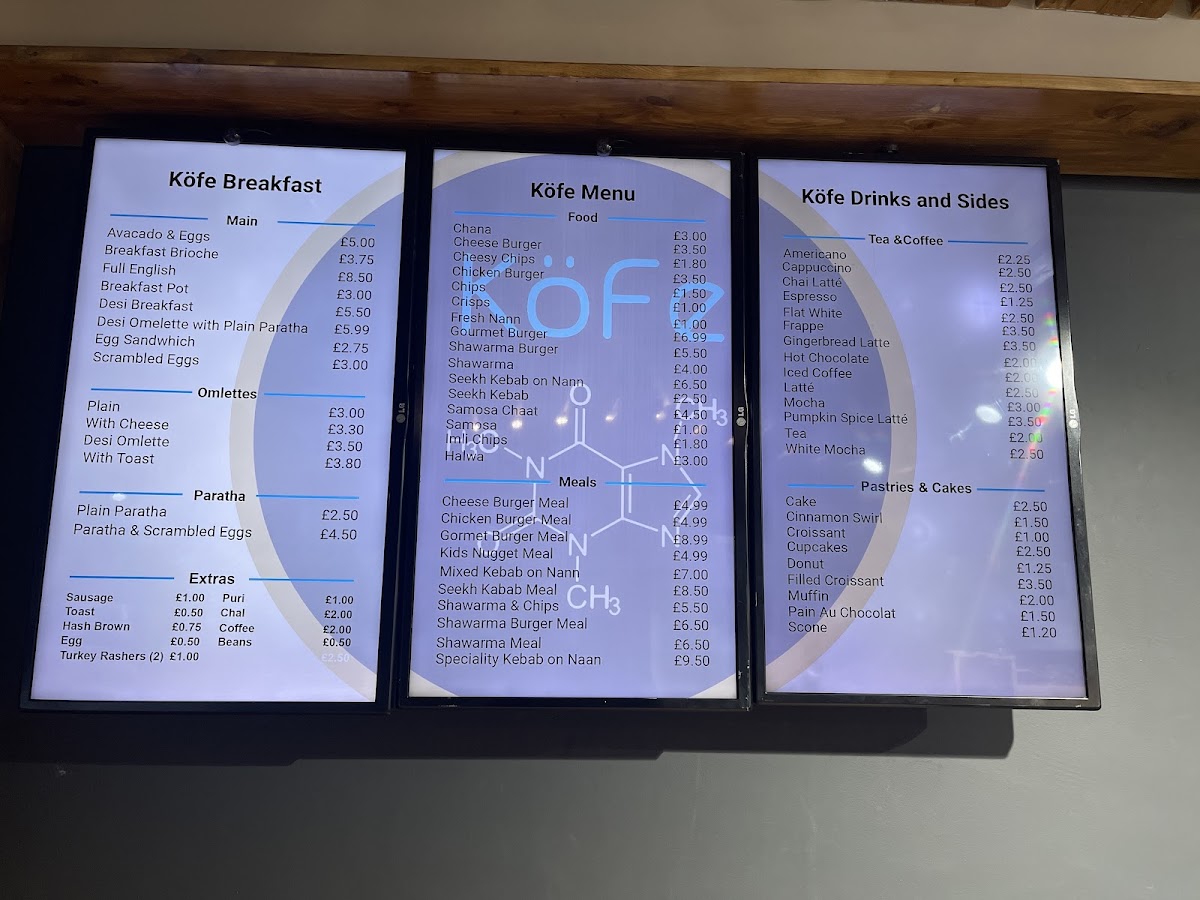 Köfe Breakfast
Main
Avacado & Eggs £5.00
Breakfast Brioche £3.75
Full English £8.50
Breakfast Pot £3.00
Desi Breakfast £5.50
Desi Omelette with Plain Paratha £5.99
Egg Sandwich £2.75
Scrambled Eggs £3.00
Omlettes
Plain £3.00
With Cheese £3.30
Desi Omlette £3.50
With Toast £3.80
Paratha
Plain Paratha £2.50
Paratha & Scrambled Eggs £4.50
Extras
Sausage £1.00 Puri £1.00
Toast £0.50 Chal £2.00
Hash Brown £0.75 Coffee £2.00
Egg £0.50 Beans £0.50
Turkey Rashers (2) £1.00 £2.50
LG
Köfe Menu
Food
Chana £3.00
Cheese Burger £3.50
Cheesy Chips £1.80
Chicken Burger £3.50
Chips £1.50
Crisps £1.00
Fresh Nann £1.00
Gourmet Burger £6.99
Shawarma Burger £5.50
Shawarma £4.00
Seekh Kebab on Nann £6.50
Seekh Kebab £2.50
Samosa Chaat £4.50
Samosa £1.00
Imli Chips £1.80
Halwa £3.00
Meals
Cheese Burger Meal £4.99
Chicken Burger Meal £4.99
Gormet Burger Meal £8.99
Kids Nugget Meal £4.99
Mixed Kebab on Nann £7.00
Seekh Kabab Meal £8.50
Shawarma & Chips £5.50
Shawarma Burger Meal £6.50
Shawarma Meal £6.50
Speciality Kebab on Naan £9.50
KöFe
O
CH3
H3C
N
N
O
N
N
CH3
LG
Köfe Drinks and Sides
Tea &Coffee
Americano £2.25
Cappuccino £2.50
Chai Latté £2.50
Espresso £1.25
Flat White £2.50
Frappe £3.50
Gingerbread Latte £3.50
Hot Chocolate £2.00
Iced Coffee £2.00
Latté £2.50
Mocha £3.00
Pumpkin Spice Latté £3.50
Tea £2.00
White Mocha £2.50
Pastries & Cakes
Cake £2.50
Cinnamon Swirl £1.50
Croissant £1.00
Cupcakes £2.50
Donut £1.25
Filled Croissant £3.50
Muffin £2.00
Pain Au Chocolat £1.50
Scone £1.20
LG